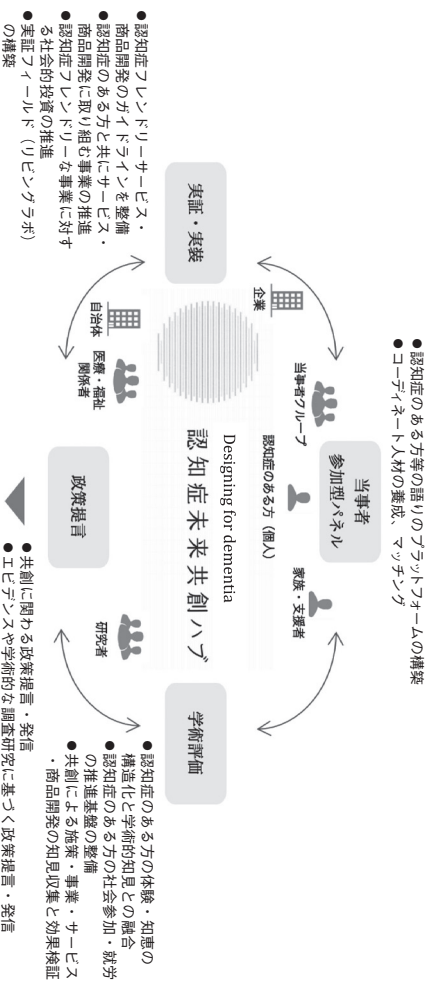 ● 認知症のある方等の語りのプラットフォームの構築
● コーディネート人材の養成、マッチング
当事者
参加型パネル
当事者グループ
認知症のある方（個人）
家族・支援者
企業
実証・実装
自治体
医療・福祉
関係者
Designing for dementia
認知症未来共創ハブ
学術評価
研究者
政策提言
● 認知症フレンドリーサービス・
商品開発のガイドラインを整備
● 認知症のある方と共にサービス・
商品開発に取り組む事業の推進
● 認知症フレンドリーな事業に対す
る社会的投資の推進
● 実証フィールド（リビングラボ）
の構築
● 認知症のある方の体験・知恵の
構造化と学術的知見との融合
● 認知症のある方の社会参加・就労
の推進基盤の整備
● 共創による施策・事業・サービス
・商品開発の知見収集と効果検証
● 共創に関わる政策提言・発信
● エビデンスや学術的な調査研究に基づく政策提言・発信